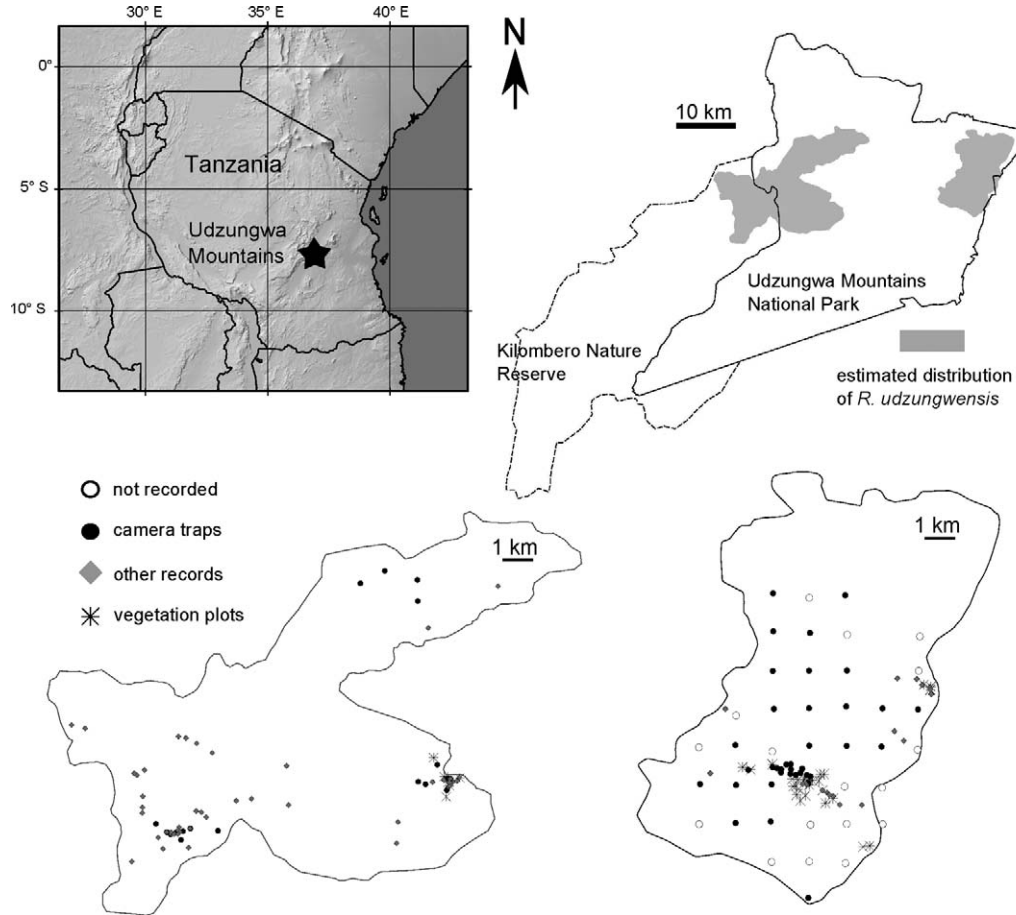 30° E
35° E
40° E
0°
5° S
10° S
Tanzania
Udzungwa
Mountains
N
10 km
Udzungwa Mountains
National Park
Kilombero Nature
Reserve
estimated distribution
of R. udzungwensis
not recorded
camera traps
other records
vegetation plots
1 km
1 km